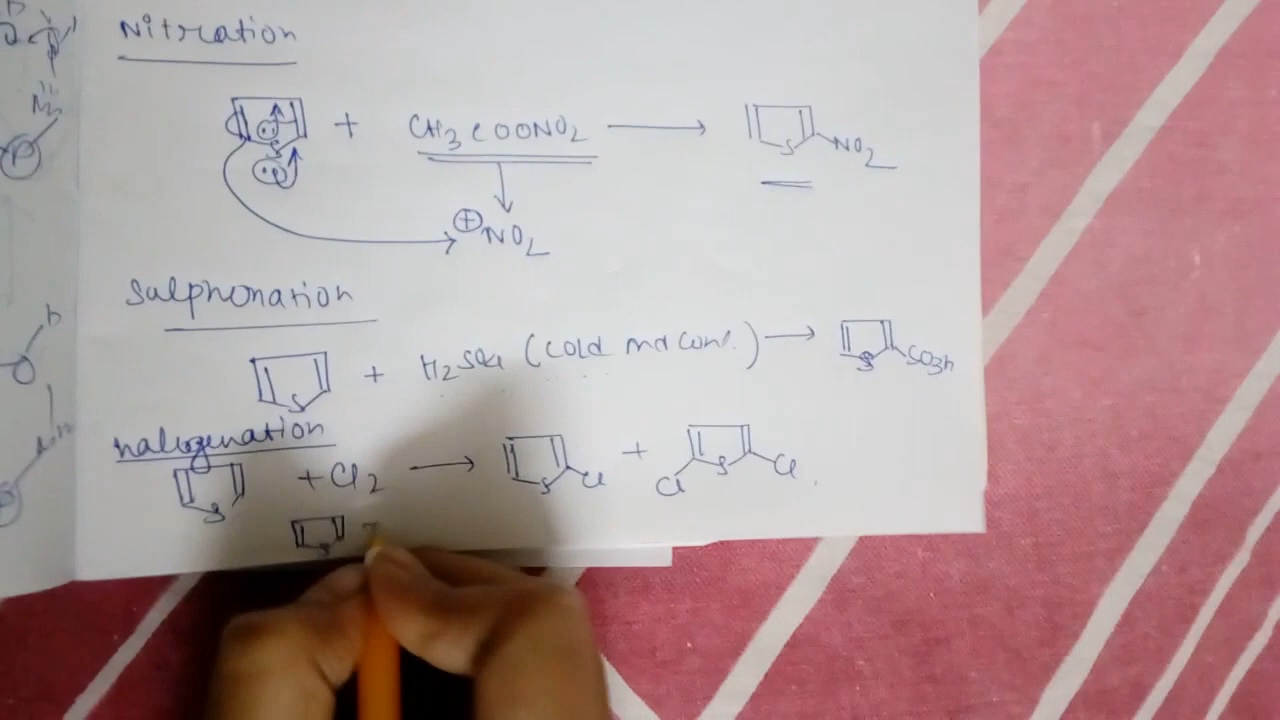 Nitration
S + CH3COONO2 → S NO2
⊕NO2
Sulphonation
S + H2SO4 (cold and conc.) → S SO3H
halogenation
S + Cl2 → S Cl + Cl S Cl
S